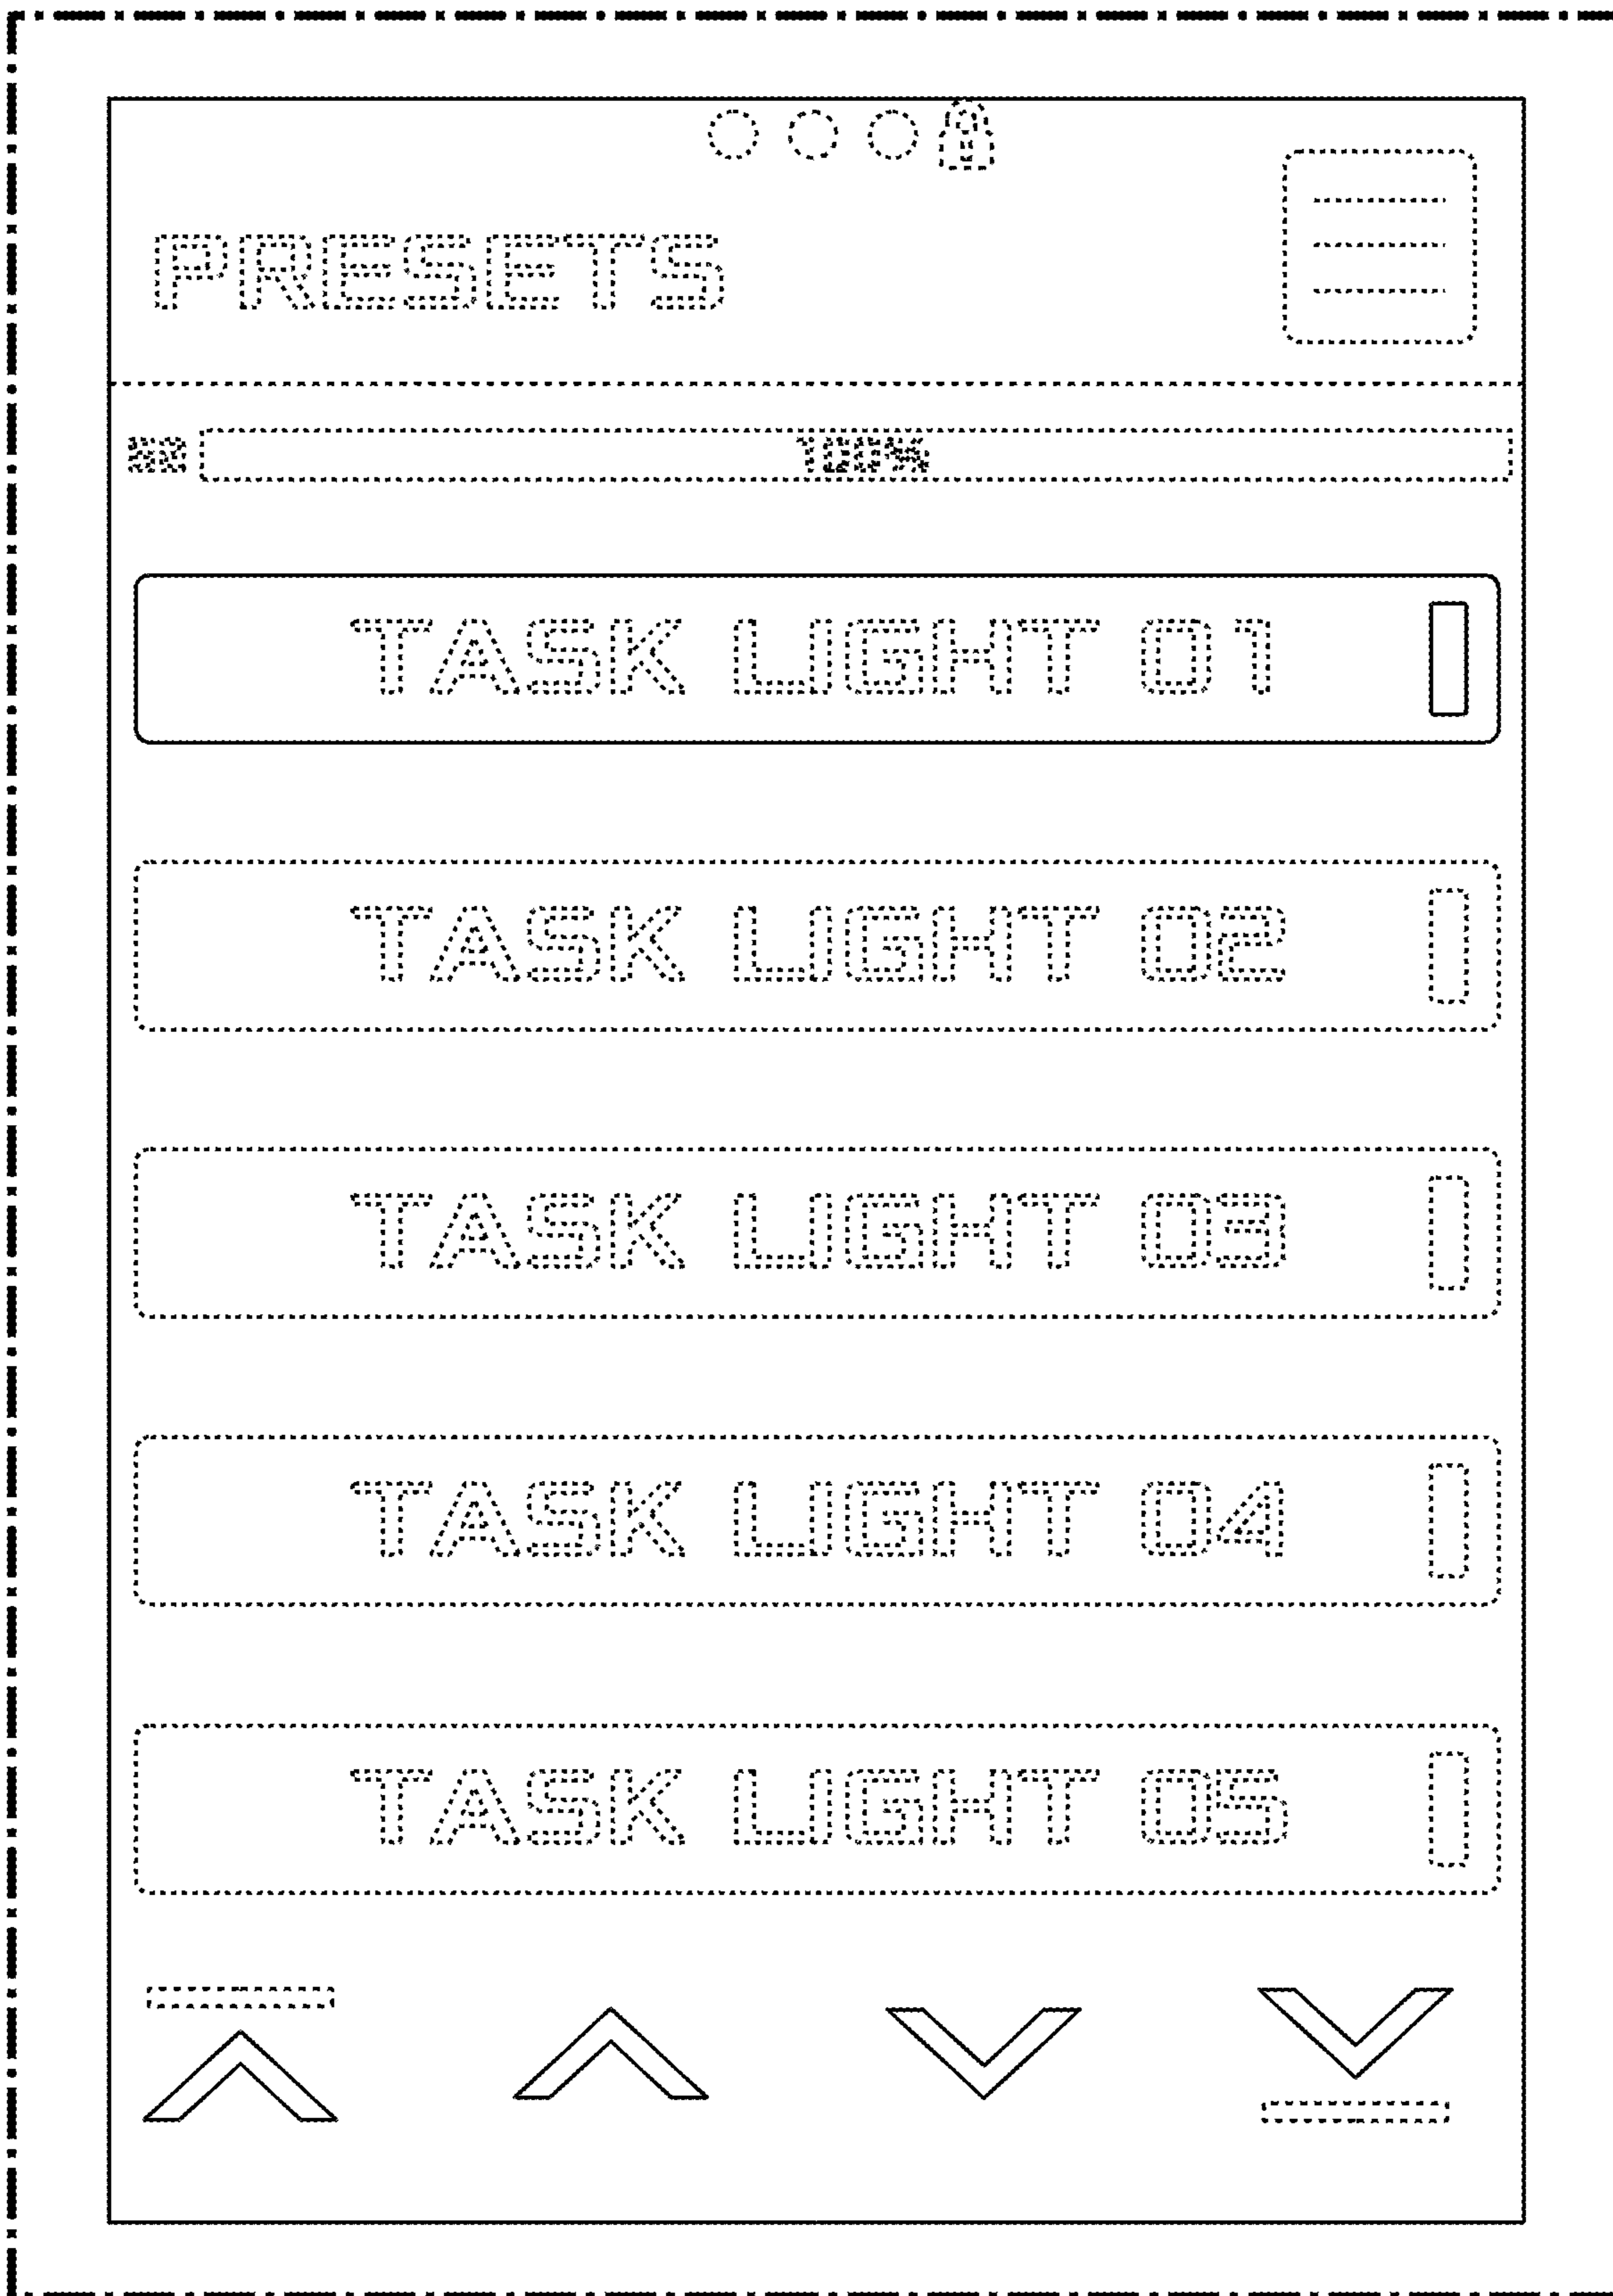 PRESETS
100%
TASK LIGHT 01
TASK LIGHT 02
TASK LIGHT 03
TASK LIGHT 04
TASK LIGHT 05